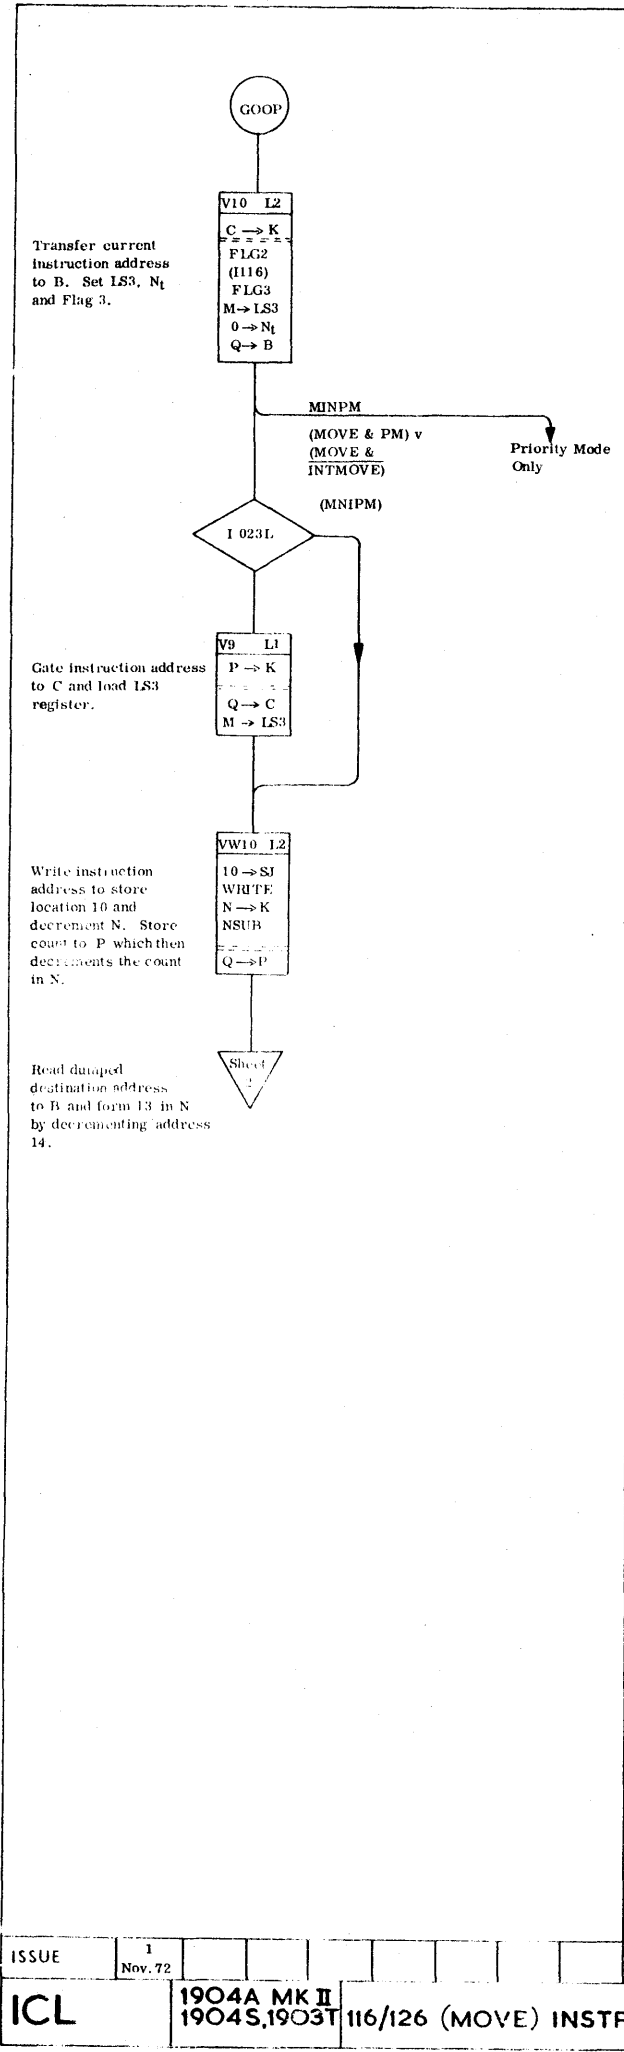 GOOP
V10 L2
C → K
FLG2
(I116)
FLG3
M → LS3
0 → Nt
Q → B
Transfer current
instruction address
to B. Set LS3, Nt
and Flag 3.
MINPM
(MOVE & PM) v
(MOVE &
INTMOVE)
Priority Mode
Only
(MNIPM)
I 023L
V9 L1
P → K
Q → C
M → LS3
Gate instruction address
to C and load LS3
register.
VW10 L2
10 → SJ
WRITE
N → K
NSUB
Q → P
Write instruction
address to store
location 10 and
decrement N. Store
count to P which then
decrements the count
in N.
Sheet
2
Read dumped
destination address
to B and form 13 in N
by decrementing address
14.
ISSUE
1
Nov. 72
ICL
1904A MK II
1904S,1903T
116/126 (MOVE) INSTR